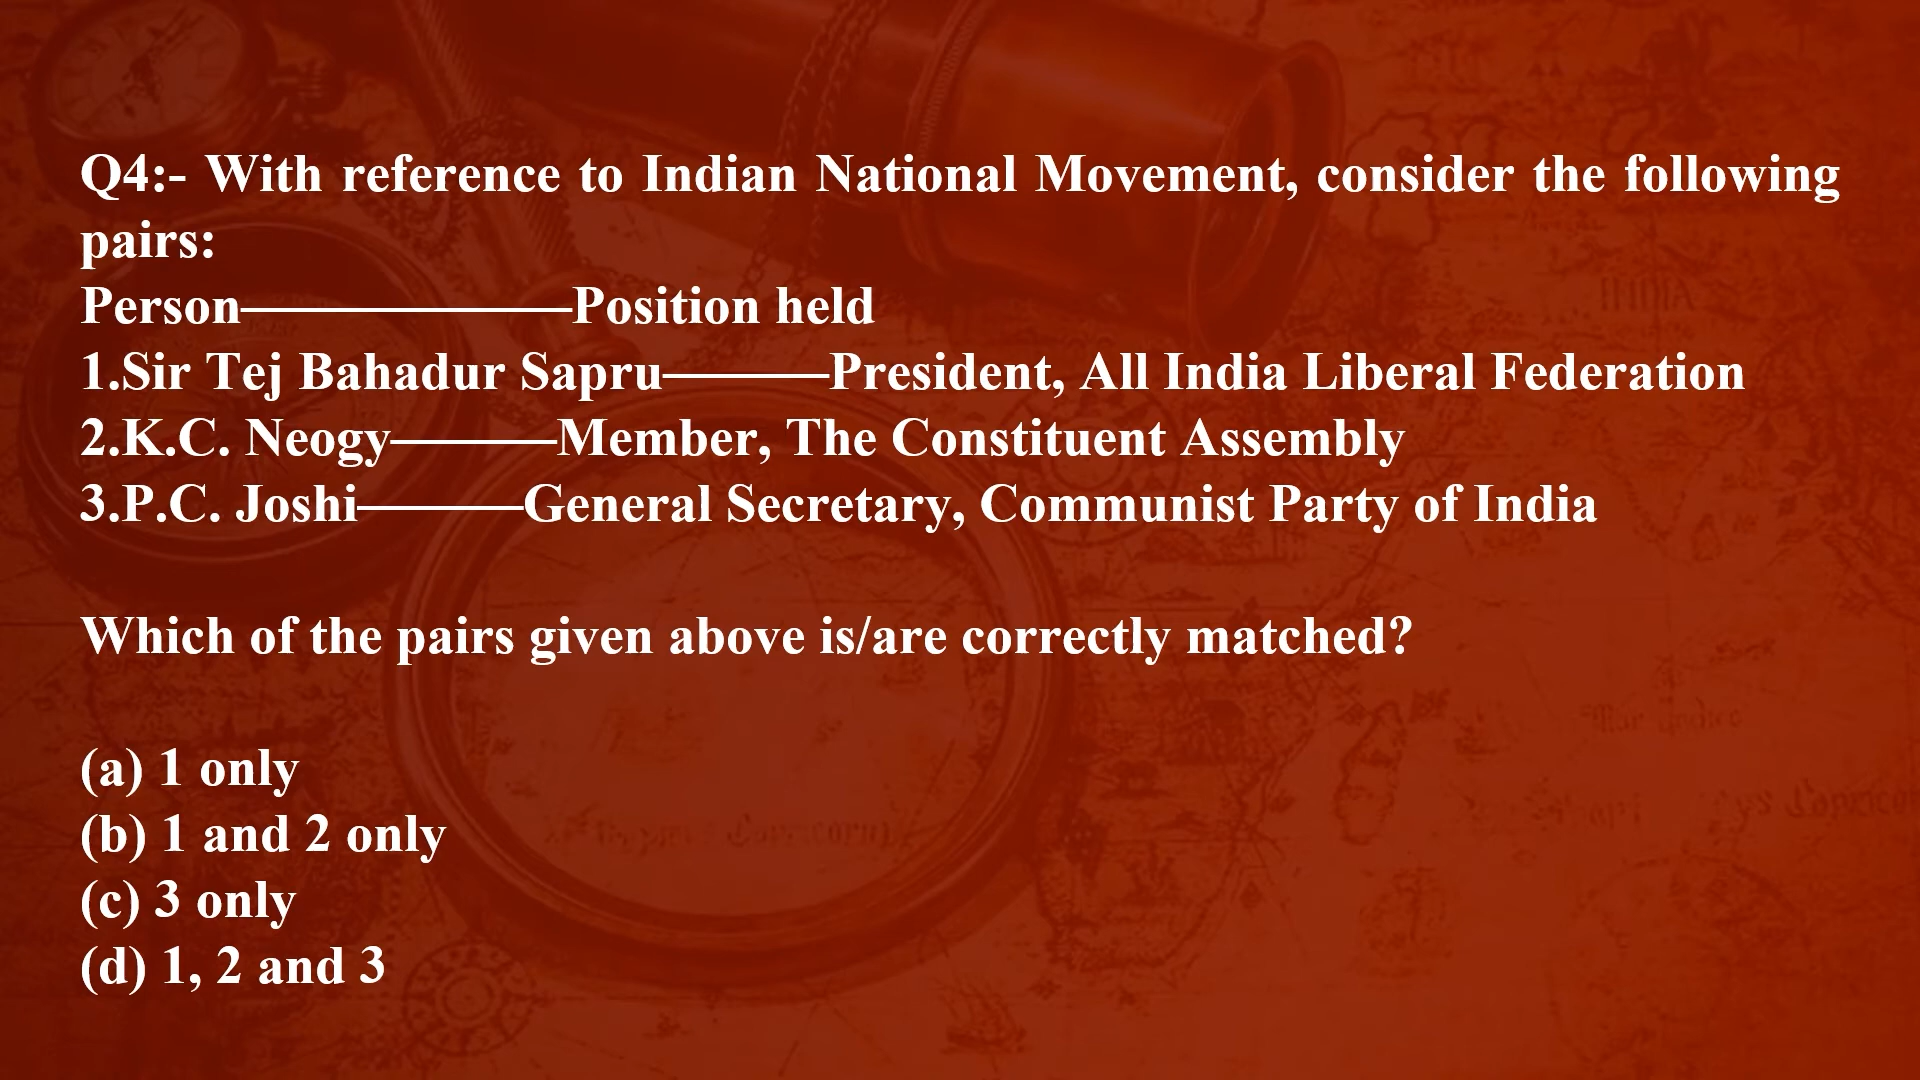 Q4:- With reference to Indian National Movement, consider the following
pairs:
Person——————Position held
1.Sir Tej Bahadur Sapru———President, All India Liberal Federation
2.K.C. Neogy———Member, The Constituent Assembly
3.P.C. Joshi———General Secretary, Communist Party of India
Which of the pairs given above is/are correctly matched?
(a) 1 only
(b) 1 and 2 only
(c) 3 only
(d) 1, 2 and 3